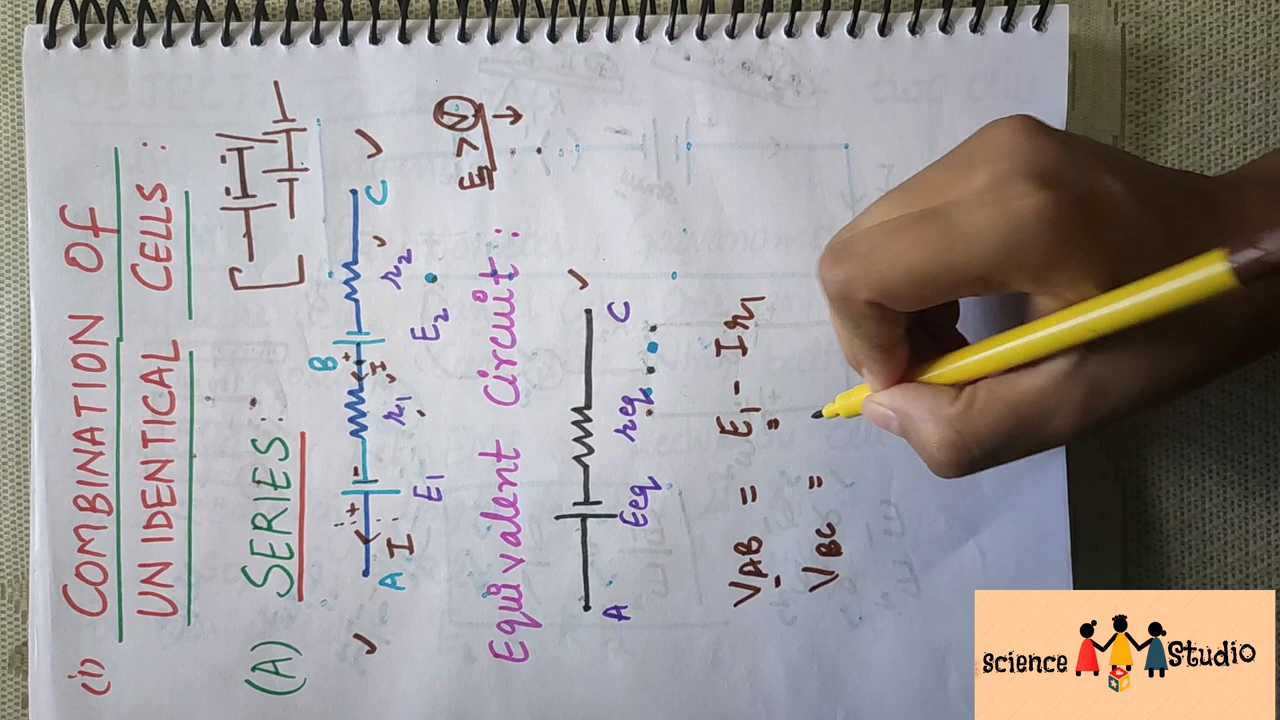 (i) COMBINATION Of
UNIDENTICAL CELLS:
(A) SERIES:
A I + - B + I C
E1 r1 E2 r2
E > V
Equivalent Circuit:
A Eeq req C
VAB = E1 - Ir1
VBC =
Science Studio